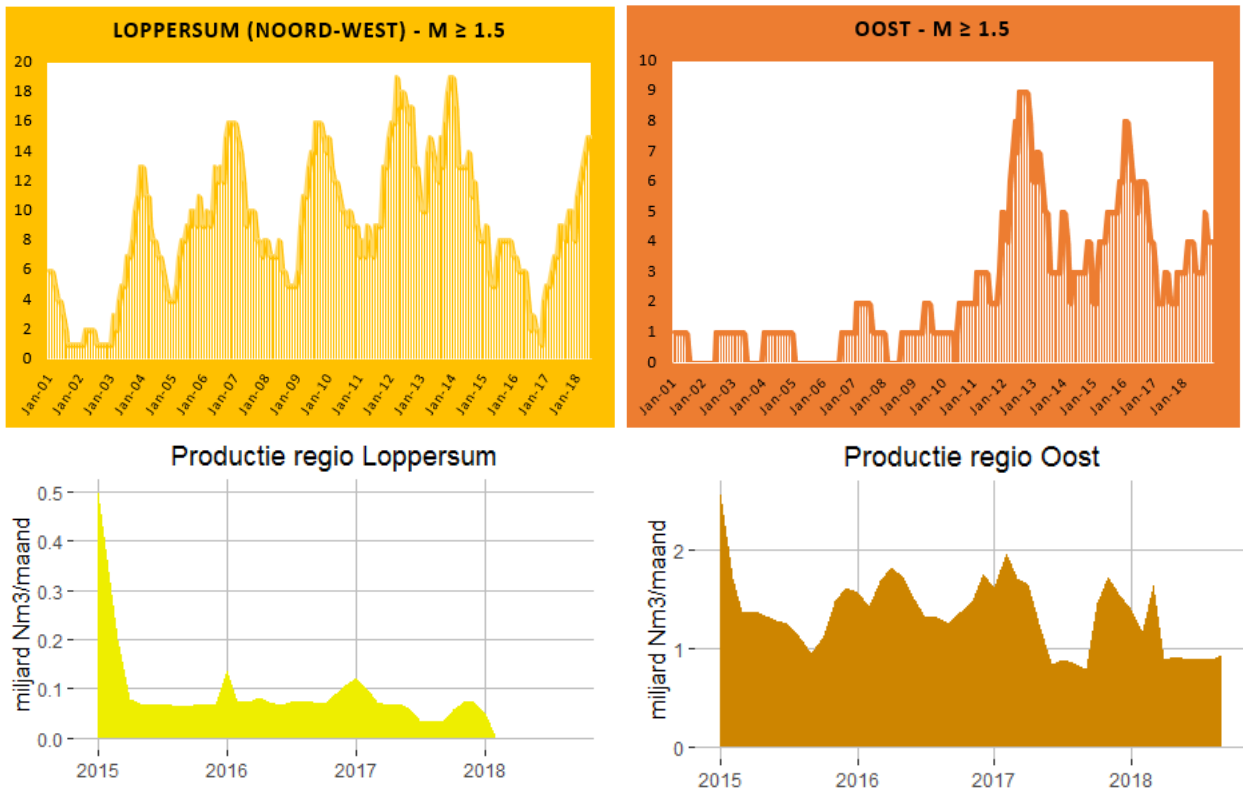 LOPPERSUM (NOORD-WEST) - M ≥ 1.5
20
18
16
14
12
10
8
6
4
2
0
Jan-01
Jan-02
Jan-03
Jan-04
Jan-05
Jan-06
Jan-07
Jan-08
Jan-09
Jan-10
Jan-11
Jan-12
Jan-13
Jan-14
Jan-15
Jan-16
Jan-17
Jan-18
OOST - M ≥ 1.5
10
9
8
7
6
5
4
3
2
1
0
Jan-01
Jan-02
Jan-03
Jan-04
Jan-05
Jan-06
Jan-07
Jan-08
Jan-09
Jan-10
Jan-11
Jan-12
Jan-13
Jan-14
Jan-15
Jan-16
Jan-17
Jan-18
Productie regio Loppersum
miljard Nm3/maand
0.5
0.4
0.3
0.2
0.1
0.0
2015
2016
2017
2018
Productie regio Oost
miljard Nm3/maand
2
1
0
2015
2016
2017
2018